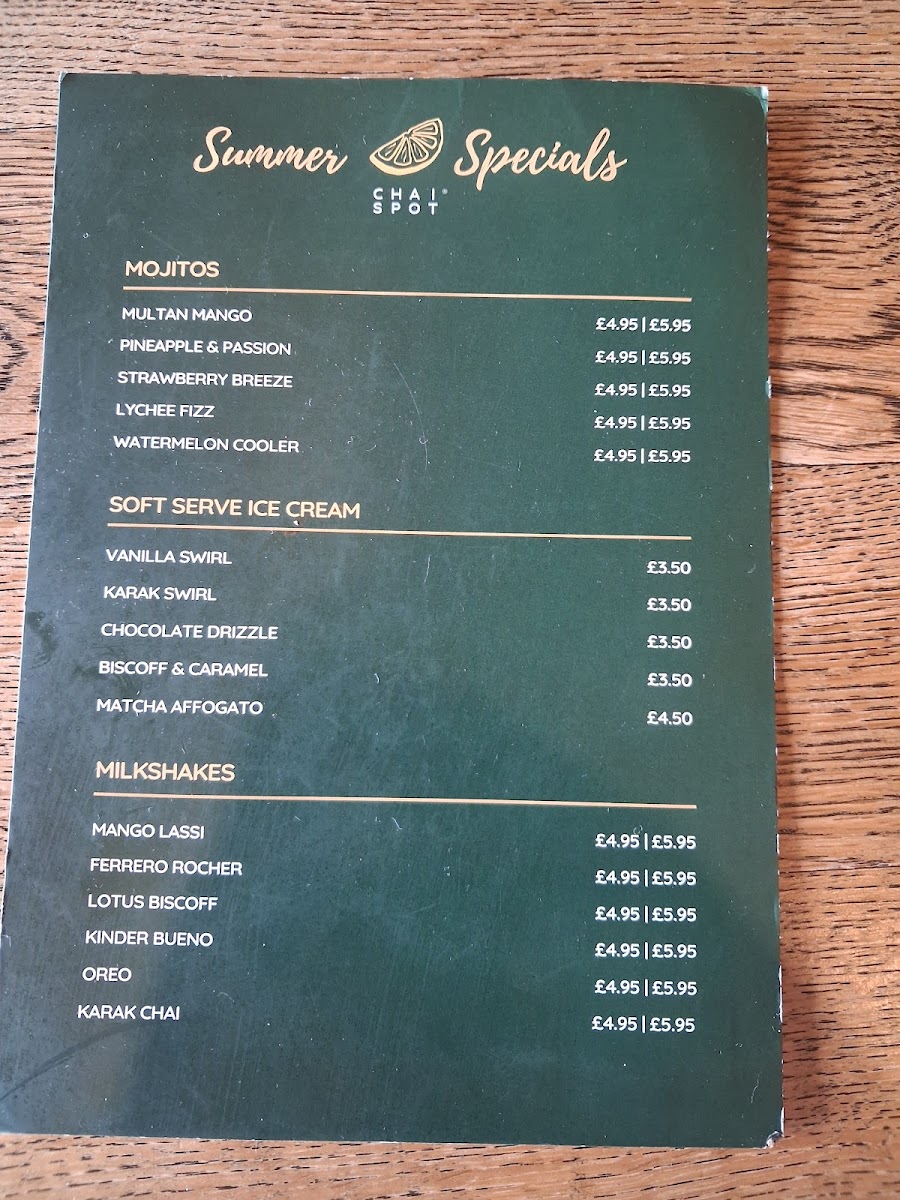 Summer Specials
CHAI®
SPOT
MOJITOS
MULTAN MANGO £4.95 | £5.95
PINEAPPLE & PASSION £4.95 | £5.95
STRAWBERRY BREEZE £4.95 | £5.95
LYCHEE FIZZ £4.95 | £5.95
WATERMELON COOLER £4.95 | £5.95
SOFT SERVE ICE CREAM
VANILLA SWIRL £3.50
KARAK SWIRL £3.50
CHOCOLATE DRIZZLE £3.50
BISCOFF & CARAMEL £3.50
MATCHA AFFOGATO £4.50
MILKSHAKES
MANGO LASSI £4.95 | £5.95
FERRERO ROCHER £4.95 | £5.95
LOTUS BISCOFF £4.95 | £5.95
KINDER BUENO £4.95 | £5.95
OREO £4.95 | £5.95
KARAK CHAI £4.95 | £5.95